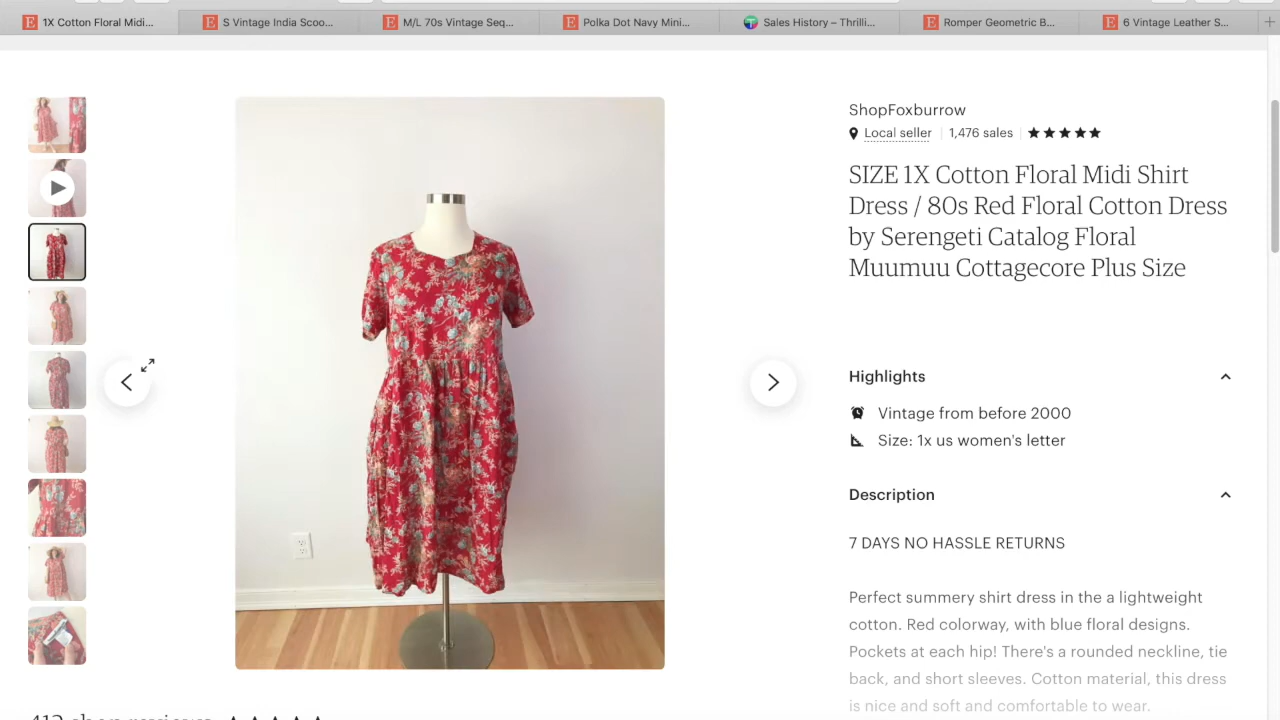 1X Cotton Floral Midi...
S Vintage India Scoo...
M/L 70s Vintage Seq...
Polka Dot Navy Mini...
Sales History – Thrilli...
Romper Geometric B...
6 Vintage Leather S...
ShopFoxburrow
Local seller | 1,476 sales | ★★★★★
SIZE 1X Cotton Floral Midi Shirt
Dress / 80s Red Floral Cotton Dress
by Serengeti Catalog Floral
Muumuu Cottagecore Plus Size
Highlights
Vintage from before 2000
Size: 1x us women's letter
Description
7 DAYS NO HASSLE RETURNS
Perfect summery shirt dress in the a lightweight
cotton. Red colorway, with blue floral designs.
Pockets at each hip! There's a rounded neckline, tie
back, and short sleeves. Cotton material, this dress
is nice and soft and comfortable to wear.
412 shop reviews